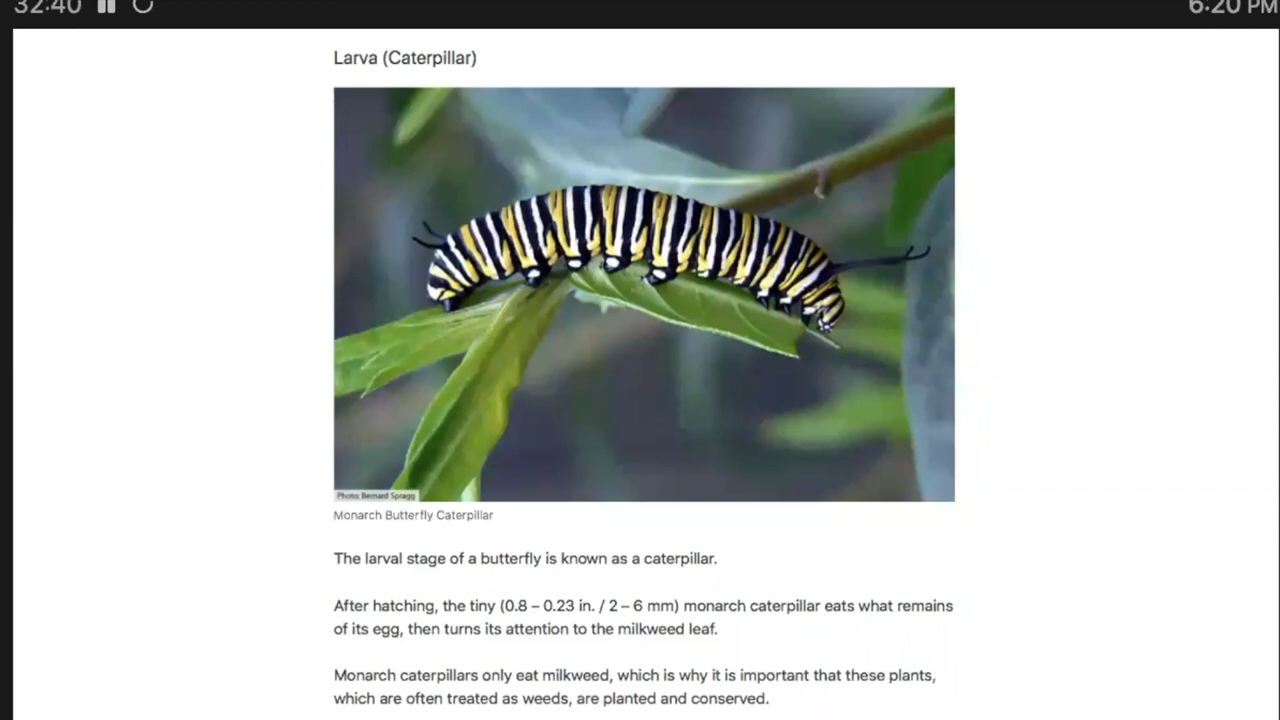 32:40
6:20 PM
Larva (Caterpillar)
Photo: Bernard Spragg
Monarch Butterfly Caterpillar
The larval stage of a butterfly is known as a caterpillar.
After hatching, the tiny (0.8 – 0.23 in. / 2 – 6 mm) monarch caterpillar eats what remains
of its egg, then turns its attention to the milkweed leaf.
Monarch caterpillars only eat milkweed, which is why it is important that these plants,
which are often treated as weeds, are planted and conserved.